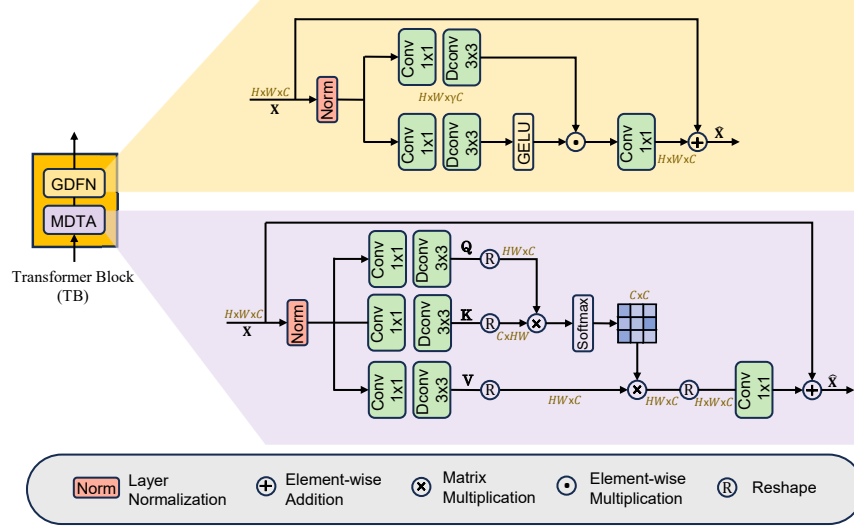 Conv 1x1
Dconv 3x3
HxWxC
X
Norm
HxWxγC
Conv 1x1
Dconv 3x3
GELU
Conv 1x1
HxWxC
X̂
GDFN
MDTA
Transformer Block
(TB)
Conv 1x1
Dconv 3x3
Q
R
HWxC
HxWxC
X
Norm
Conv 1x1
Dconv 3x3
K
R
CxHW
Softmax
CxC
Conv 1x1
Dconv 3x3
V
R
HWxC
HWxC
R
HxWxC
Conv 1x1
X̂
Norm
Layer
Normalization
Element-wise
Addition
Matrix
Multiplication
Element-wise
Multiplication
R
Reshape